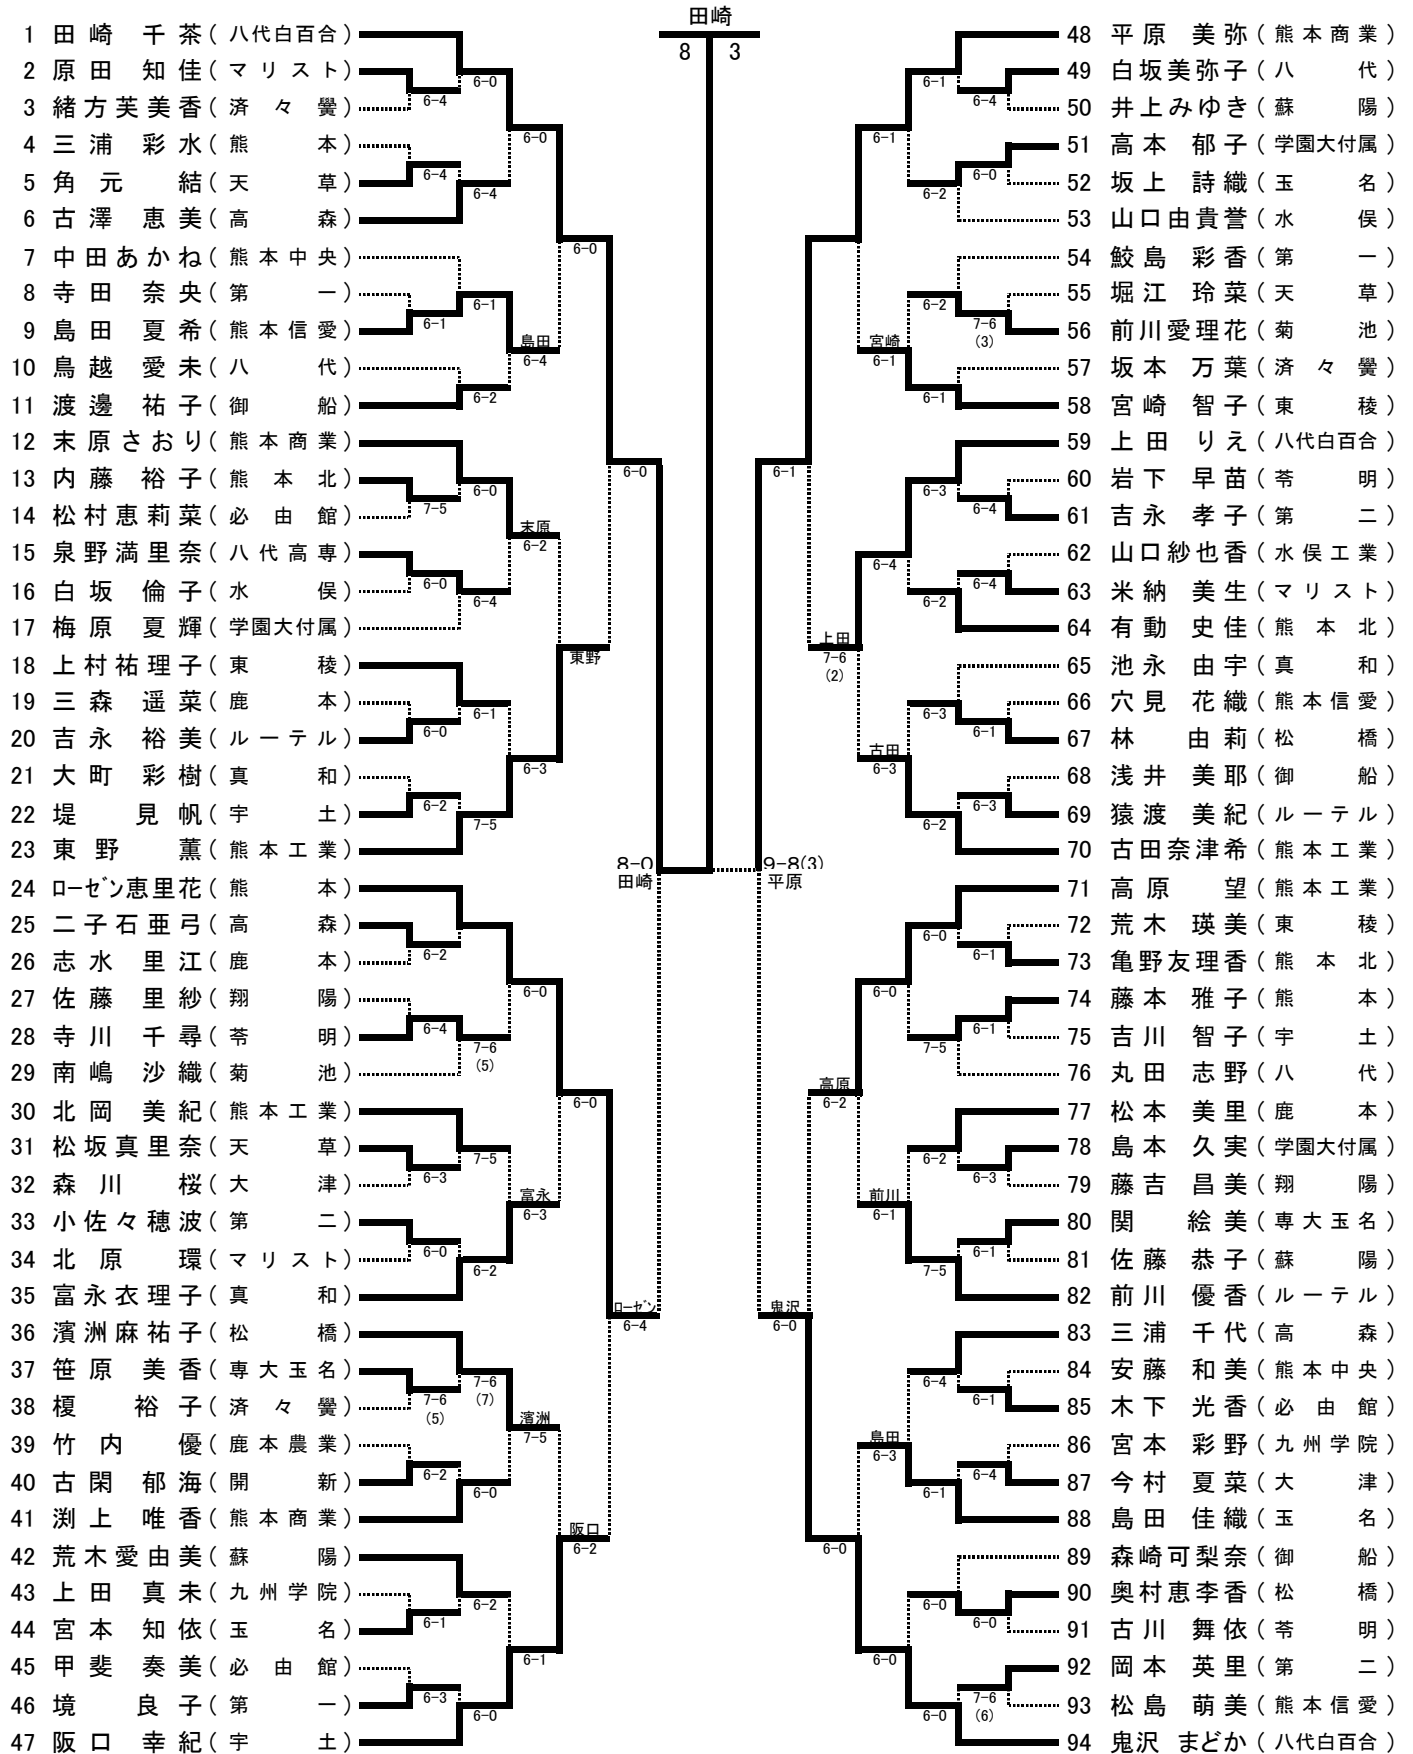 田崎
8 3
1 田崎 千茶(八代白百合)
2 原田 知佳(マリスト)
3 緒方芙美香(済々黌)
4 三浦 彩水(熊本)
5 角元 結(天草)
6 古澤 恵美(高森)
7 中田あかね(熊本中央)
8 寺田 奈央(第一)
9 島田 夏希(熊本信愛)
10 鳥越 愛未(八代)
11 渡邊 祐子(御船)
12 末原さおり(熊本商業)
13 内藤 裕子(熊本北)
14 松村恵莉菜(必由館)
15 泉野満里奈(八代高専)
16 白坂 倫子(水俣)
17 梅原 夏輝(学園大付属)
18 上村祐理子(東稜)
19 三森 遥菜(鹿本)
20 吉永 裕美(ルーテル)
21 大町 彩樹(真和)
22 堤 見帆(宇土)
23 東野 薫(熊本工業)
24 ローゼン恵里花(熊本)
25 二子石亜弓(高森)
26 志水 里江(鹿本)
27 佐藤 里紗(翔陽)
28 寺川 千尋(苓明)
29 南嶋 沙織(菊池)
30 北岡 美紀(熊本工業)
31 松坂真里奈(天草)
32 森川 桜(大津)
33 小佐々穂波(第二)
34 北原 環(マリスト)
35 富永衣理子(真和)
36 濱洲麻祐子(松橋)
37 笹原 美香(専大玉名)
38 榎 裕子(済々黌)
39 竹内 優(鹿本農業)
40 古閑 郁海(開新)
41 渕上 唯香(熊本商業)
42 荒木愛由美(蘇陽)
43 上田 真未(九州学院)
44 宮本 知依(玉名)
45 甲斐 奏美(必由館)
46 境 良子(第一)
47 阪口 幸紀(宇土)
6-4
6-4
6-1
7-5
6-0
6-0
6-2
6-2
6-4
6-3
6-0
7-6
(5)
6-2
6-1
6-3
6-0
6-4
6-1
6-2
6-0
6-4
6-1
7-5
7-6
(5)
7-5
6-2
7-6
(7)
6-0
6-2
6-0
6-0
島田
6-4
末原
6-2
6-3
6-0
富永
6-3
濱洲
7-5
6-1
6-0
東野
6-0
阪口
6-2
6-0
ローゼン
6-4
8-0
田崎
9-8(3)
平原
6-1
鬼沢
6-0
上田
7-6
(2)
高原
6-2
6-0
6-1
宮崎
6-1
6-4
古田
6-3
6-0
前川
6-1
島田
6-3
6-0
6-1
6-2
6-2
6-1
6-3
6-2
6-3
6-2
6-0
7-5
6-2
7-5
6-4
6-1
6-0
6-0
6-4
6-0
7-6
(3)
6-4
6-4
6-1
6-3
6-1
6-1
6-3
6-1
6-1
6-4
6-0
7-6
(6)
48 平原 美弥(熊本商業)
49 白坂美弥子(八代)
50 井上みゆき(蘇陽)
51 高本 郁子(学園大付属)
52 坂上 詩織(玉名)
53 山口由貴誉(水俣)
54 鮫島 彩香(第一)
55 堀江 玲菜(天草)
56 前川愛理花(菊池)
57 坂本 万葉(済々黌)
58 宮崎 智子(東稜)
59 上田 りえ(八代白百合)
60 岩下 早苗(苓明)
61 吉永 孝子(第二)
62 山口紗也香(水俣工業)
63 米納 美生(マリスト)
64 有動 史佳(熊本北)
65 池永 由宇(真和)
66 穴見 花織(熊本信愛)
67 林 由莉(松橋)
68 浅井 美耶(御船)
69 猿渡 美紀(ルーテル)
70 古田奈津希(熊本工業)
71 高原 望(熊本工業)
72 荒木 瑛美(東稜)
73 亀野友理香(熊本北)
74 藤本 雅子(熊本)
75 吉川 智子(宇土)
76 丸田 志野(八代)
77 松本 美里(鹿本)
78 島本 久実(学園大付属)
79 藤吉 昌美(翔陽)
80 関 絵美(専大玉名)
81 佐藤 恭子(蘇陽)
82 前川 優香(ルーテル)
83 三浦 千代(高森)
84 安藤 和美(熊本中央)
85 木下 光香(必由館)
86 宮本 彩野(九州学院)
87 今村 夏菜(大津)
88 島田 佳織(玉名)
89 森崎可梨奈(御船)
90 奥村恵李香(松橋)
91 古川 舞依(苓明)
92 岡本 英里(第二)
93 松島 萌美(熊本信愛)
94 鬼沢 まどか(八代白百合)